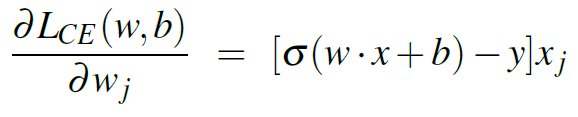 ∂L_CE(w,b)/∂w_j = [σ(w·x+b)−y]x_j